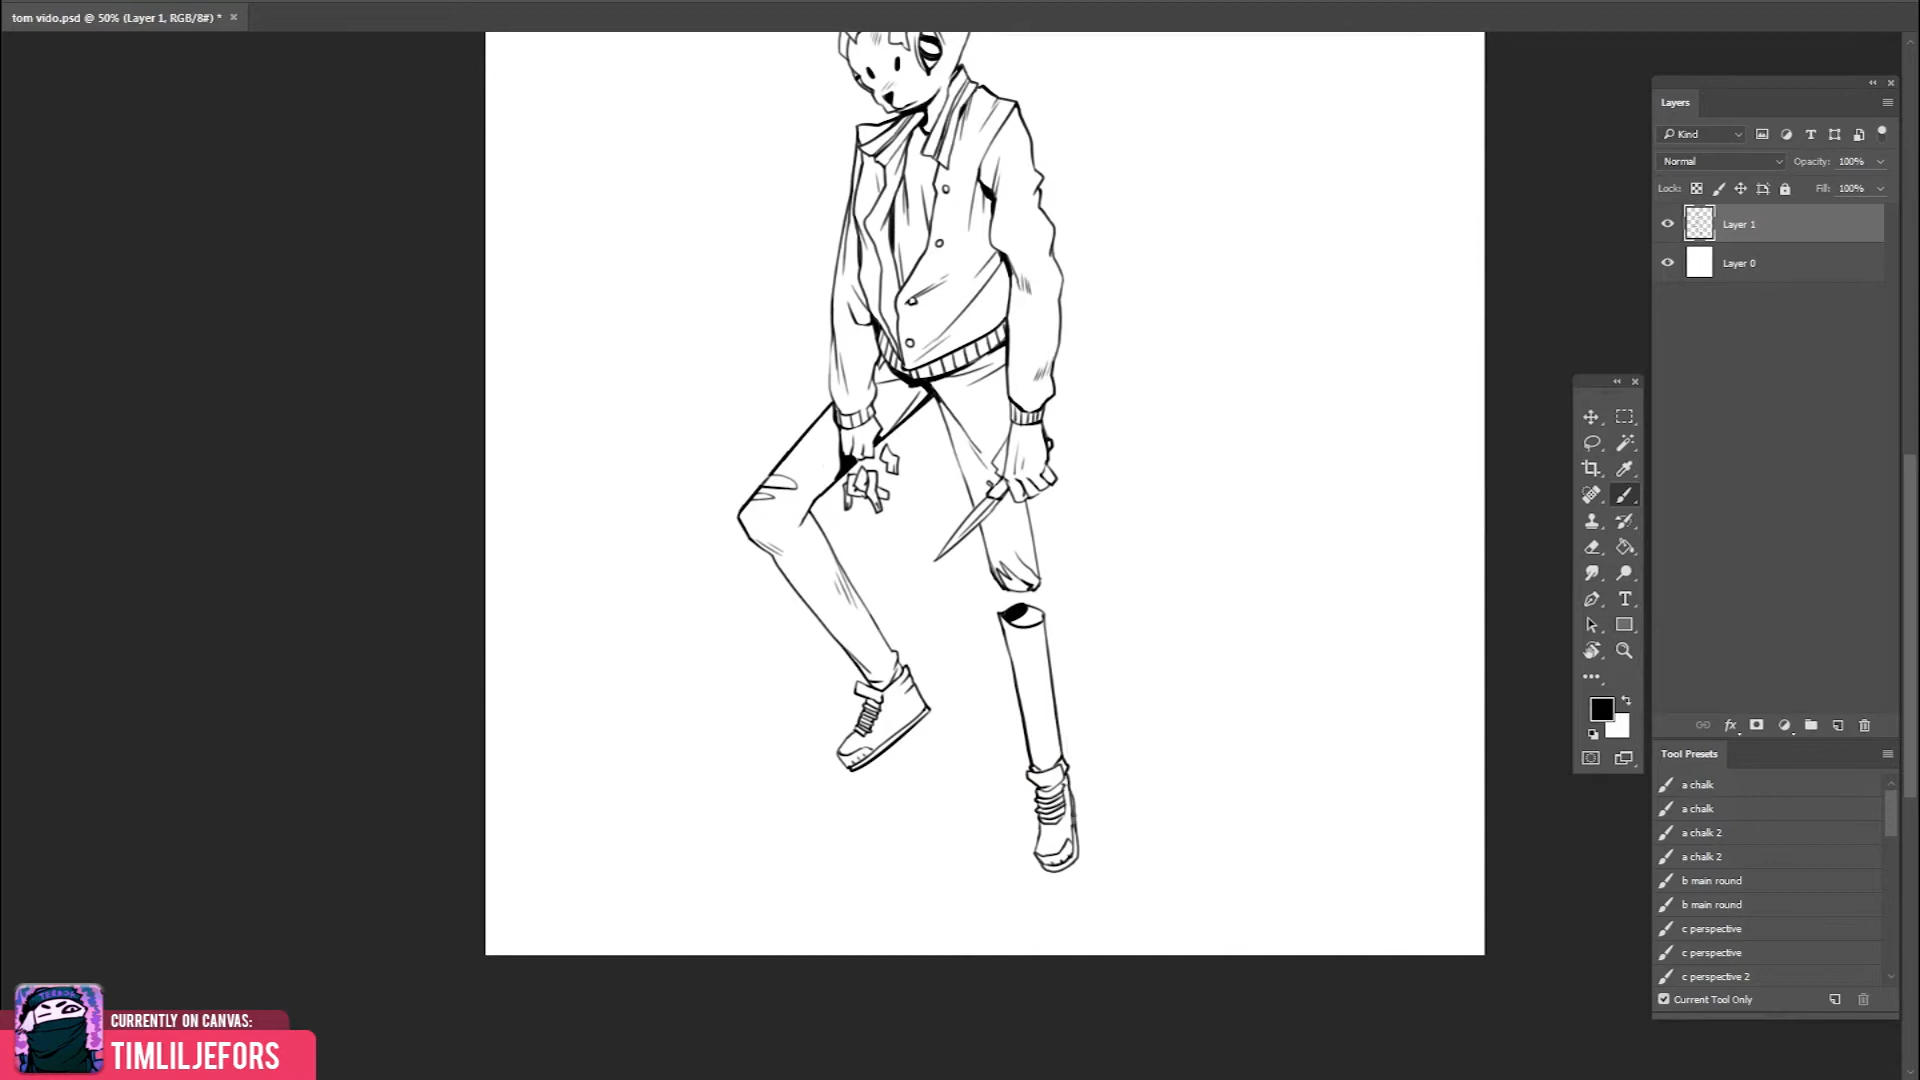 tom vido.psd @ 50% (Layer 1, RGB/8#) *
Layers
Kind
Normal
Opacity: 100%
Lock:
Fill: 100%
Layer 1
Layer 0
fx
Tool Presets
a chalk
a chalk
a chalk 2
a chalk 2
b main round
b main round
c perspective
c perspective
c perspective 2
Current Tool Only
CURRENTLY ON CANVAS:
TIMLILJEFORS